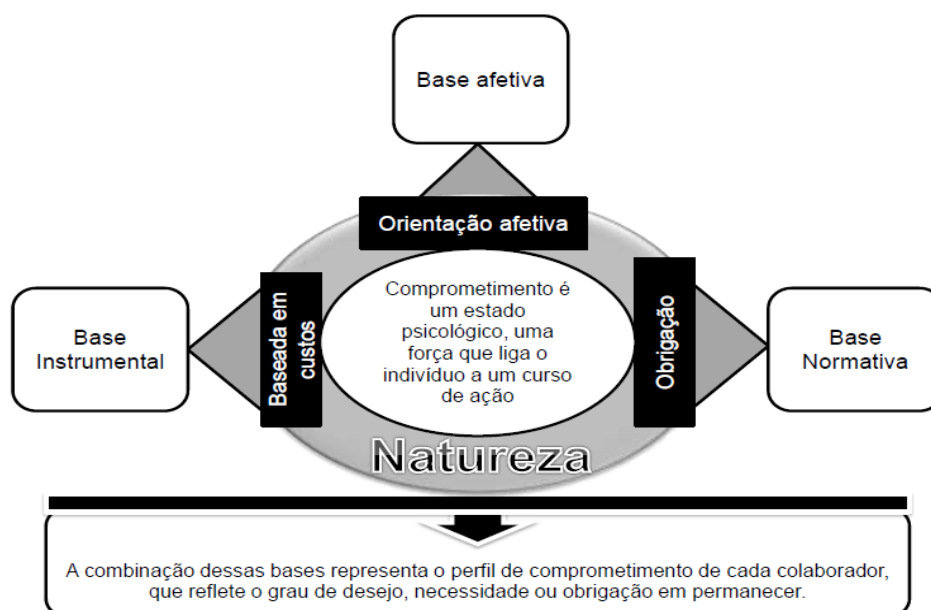 Base afetiva
Orientação afetiva
Base
Instrumental
Baseada em
custos
Comprometimento é
um estado
psicológico, uma
força que liga o
indivíduo a um curso
de ação
Obrigação
Base
Normativa
Natureza
A combinação dessas bases representa o perfil de comprometimento de cada colaborador,
que reflete o grau de desejo, necessidade ou obrigação em permanecer.